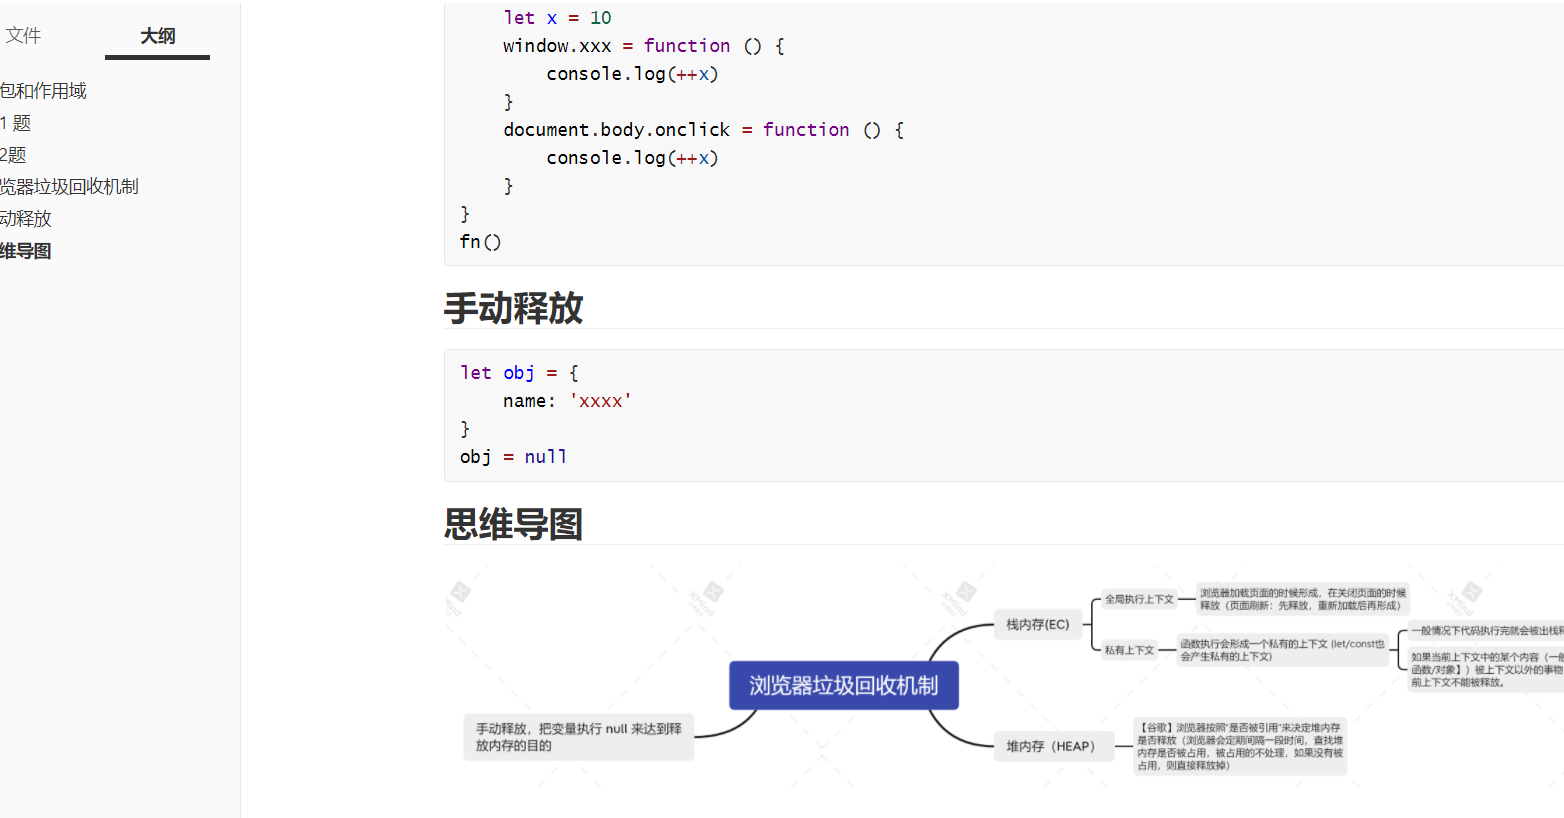 文件
大纲
包和作用域
1 题
2题
览器垃圾回收机制
动释放
维导图
let x = 10
window.xxx = function () {
console.log(++x)
}
document.body.onclick = function () {
console.log(++x)
}
}
fn()
手动释放
let obj = {
name: 'xxxx'
}
obj = null
思维导图
浏览器垃圾回收机制
手动释放，把变量执行 null 来达到释
放内存的目的
栈内存(EC)
全局执行上下文
浏览器加载页面的时候形成，在关闭页面的时候
释放（页面刷新：先释放，重新加载后再形成）
私有上下文
函数执行会形成一个私有的上下文 (let/const也
会产生私有的上下文)
一般情况下代码执行完就会被出栈释
如果当前上下文中的某个内容（一般
函数/对象】）被上下文以外的事物
前上下文不能被释放。
堆内存（HEAP）
【谷歌】浏览器按照“是否被引用”来决定堆内存
是否释放（浏览器会定期间隔一段时间，查找堆
内存是否被占用，被占用的不处理，如果没有被
占用，则直接释放掉）
XMind
XMind
XMind
XMind